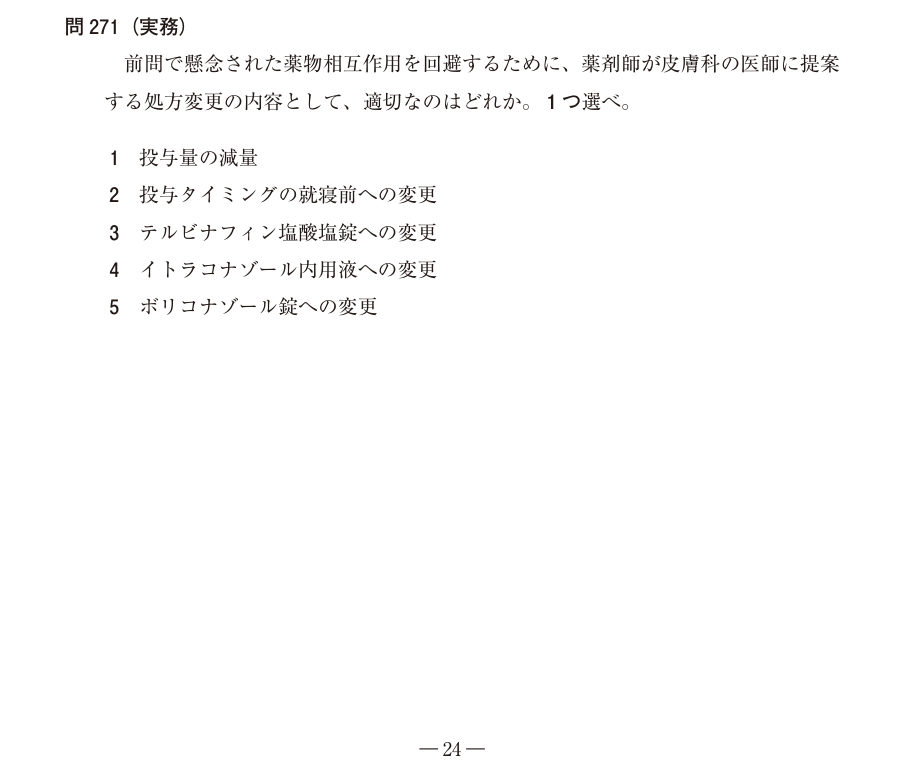 問 271（実務）
前問で懸念された薬物相互作用を回避するために、薬剤師が皮膚科の医師に提案
する処方変更の内容として、適切なのはどれか。1つ選べ。
1 投与量の減量
2 投与タイミングの就寝前への変更
3 テルビナフィン塩酸塩錠への変更
4 イトラコナゾール内用液への変更
5 ボリコナゾール錠への変更
― 24 ―